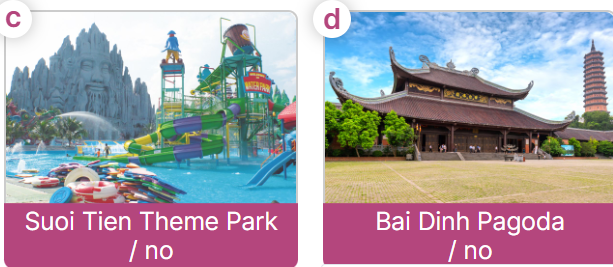 c
Suoi Tien Theme Park
/ no
d
Bai Dinh Pagoda
/ no